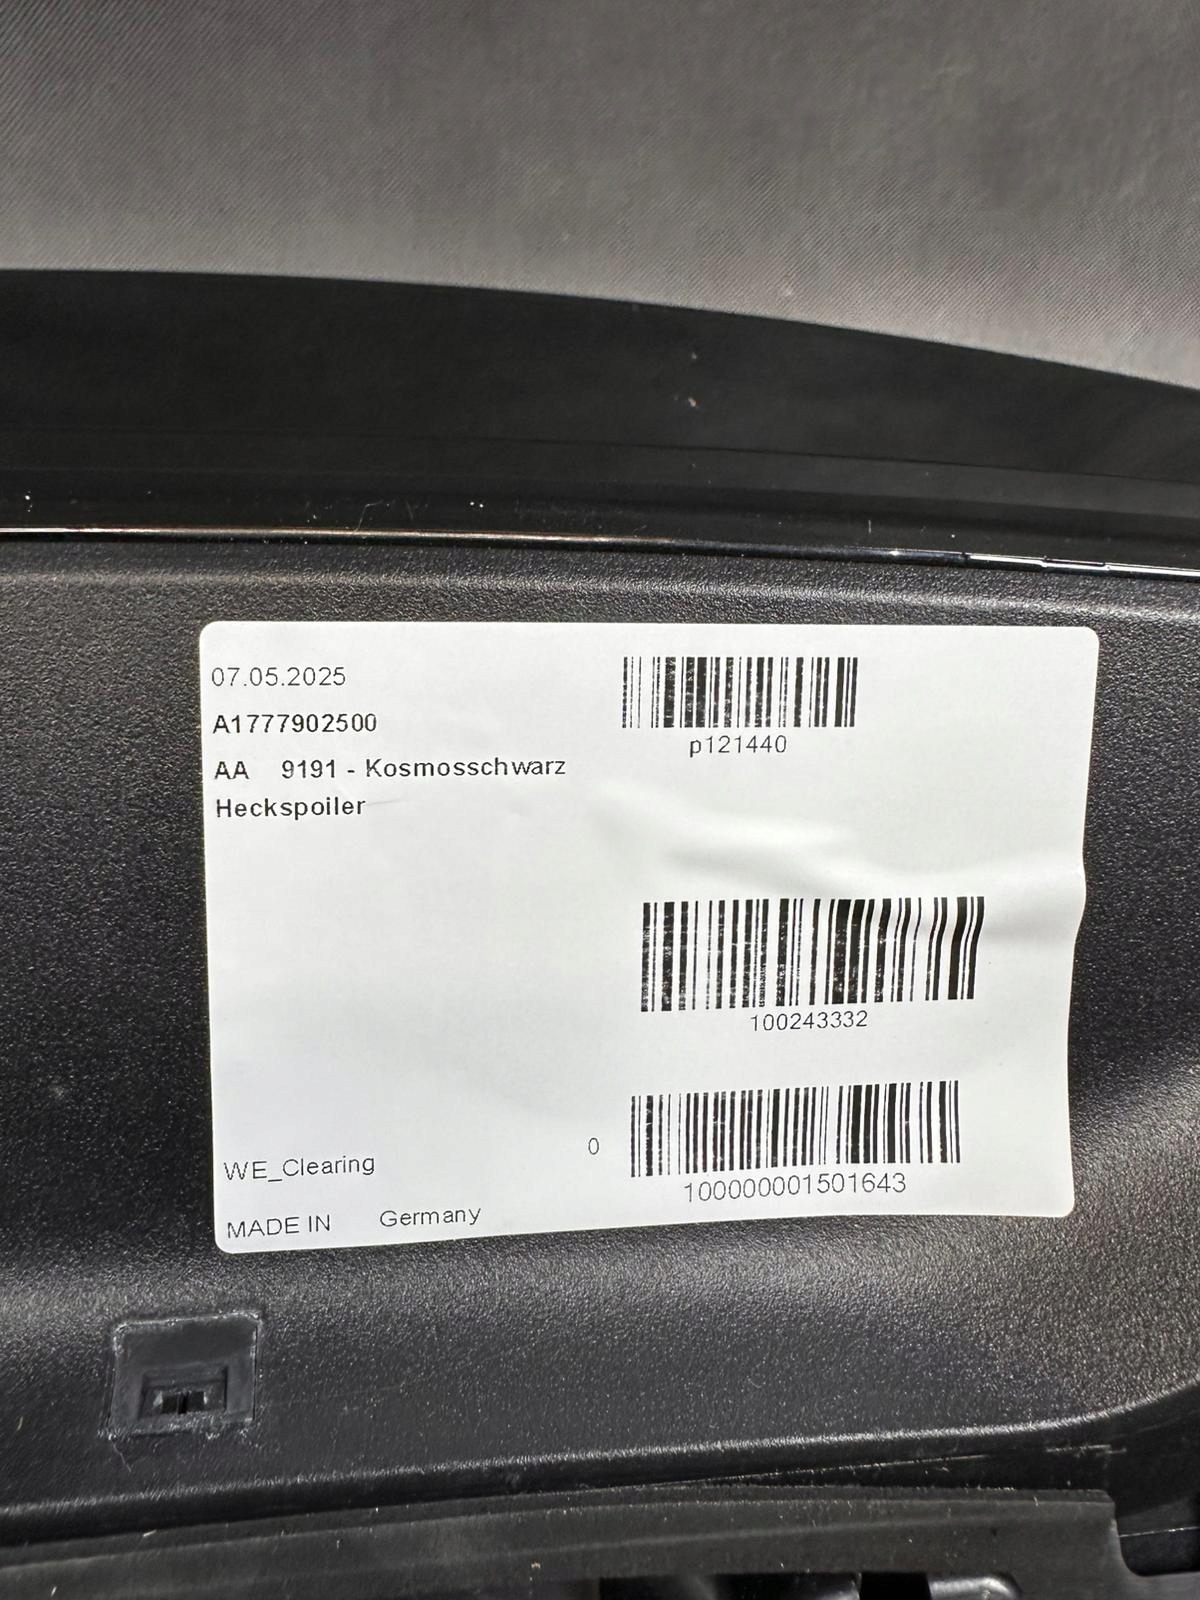 07.05.2025
A1777902500
AA 9191 - Kosmosschwarz
Heckspoiler
p121440
100243332
0
100000001501643
WE_Clearing
MADE IN Germany